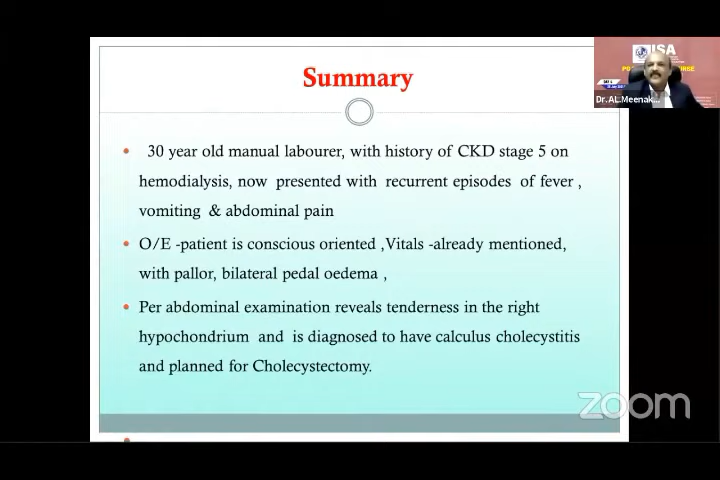 Summary
30 year old manual labourer, with history of CKD stage 5 on
hemodialysis, now presented with recurrent episodes of fever ,
vomiting & abdominal pain
O/E -patient is conscious oriented ,Vitals -already mentioned,
with pallor, bilateral pedal oedema ,
Per abdominal examination reveals tenderness in the right
hypochondrium and is diagnosed to have calculus cholecystitis
and planned for Cholecystectomy.
ISA
Dr.AL.Meenak...
zoom